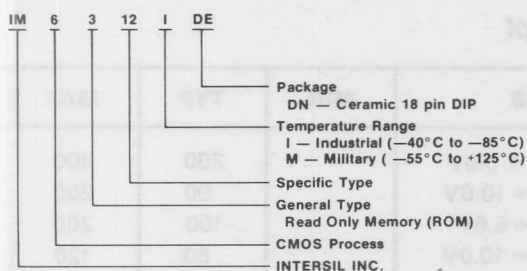 IM 6 3 12 I DE
Package
DN — Ceramic 18 pin DIP
Temperature Range
I — Industrial (−40°C to −85°C)
M — Military ( −55°C to +125°C)
Specific Type
General Type
Read Only Memory (ROM)
CMOS Process
INTERSIL INC.